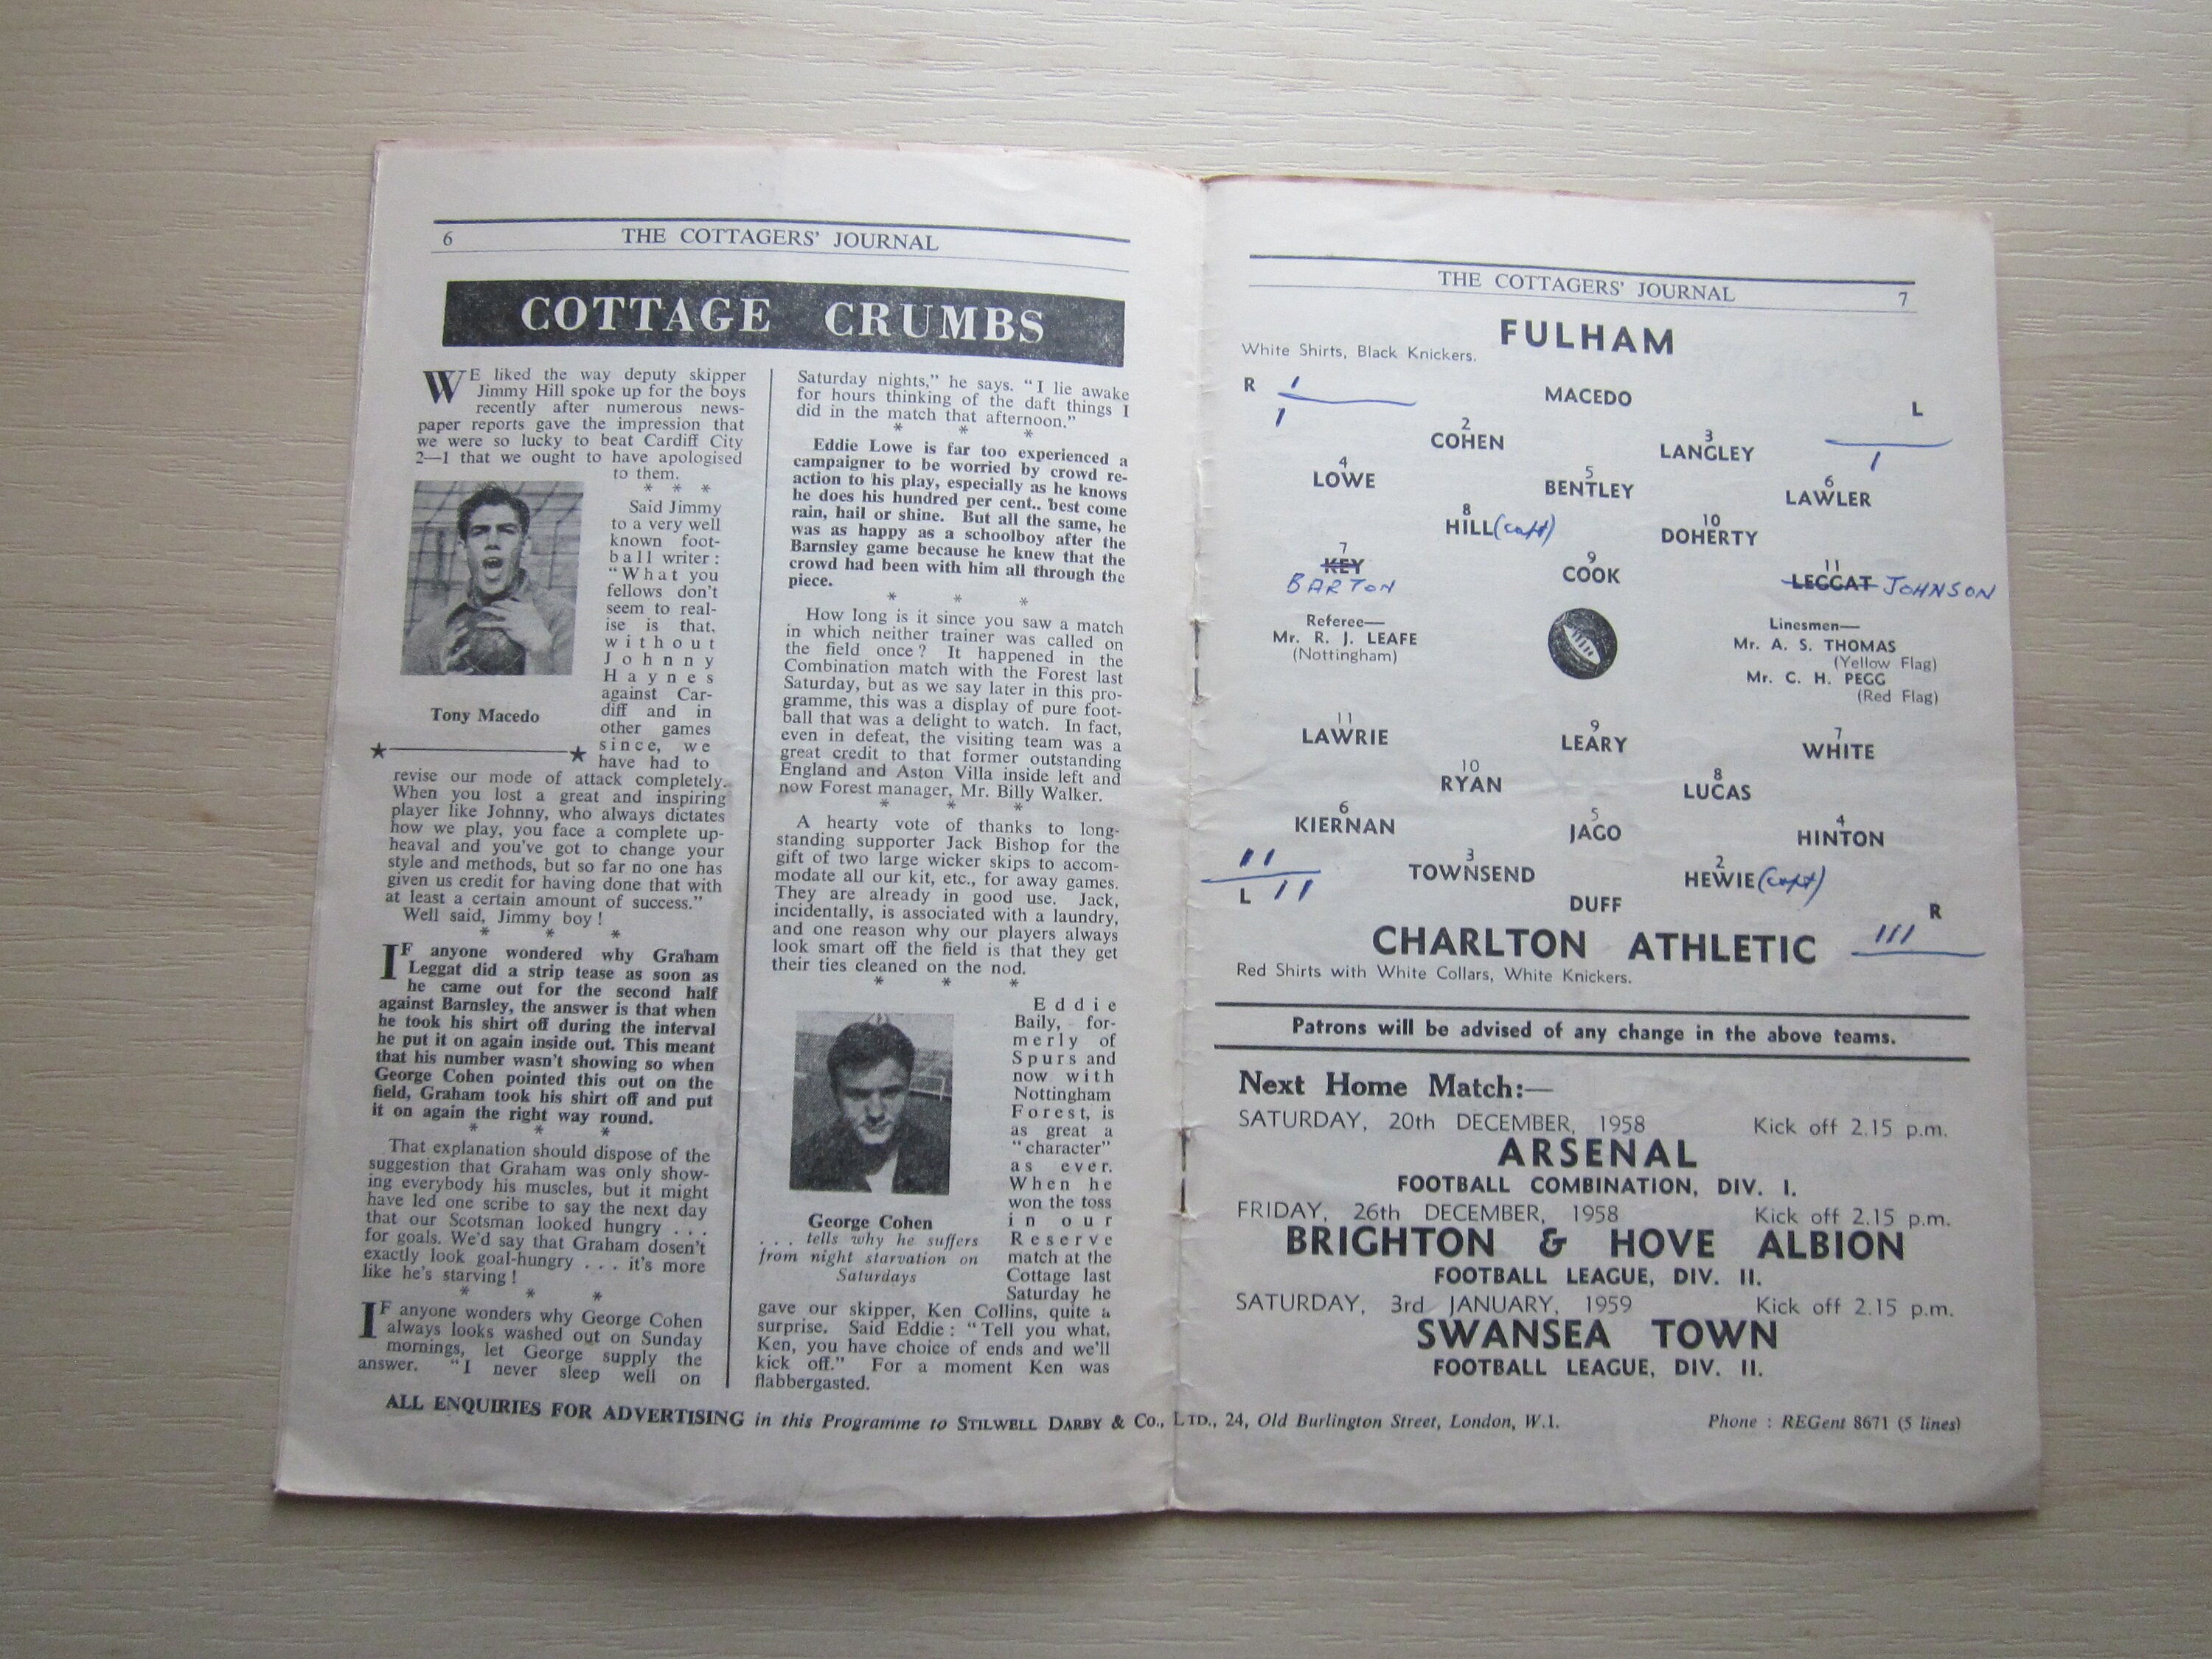 6
THE COTTAGERS' JOURNAL
COTTAGE CRUMBS
WE liked the way deputy skipper
Jimmy Hill spoke up for the boys
recently after numerous news-
paper reports gave the impression that
we were so lucky to beat Cardiff City
2—1 that we ought to have apologised
to them.
* * *
Said Jimmy
to a very well
known foot-
ball writer:
"What you
fellows don't
seem to real-
ise is that,
without
Johnny
Haynes
against Car-
diff and in
other games
since, we
have had to
Tony Macedo
revise our mode of attack completely.
When you lost a great and inspiring
player like Johnny, who always dictates
how we play, you face a complete up-
heaval and you've got to change your
style and methods, but so far no one has
given us credit for having done that with
at least a certain amount of success."
Well said, Jimmy boy!
* * *
IF anyone wondered why Graham
Leggat did a strip tease as soon as
he came out for the second half
against Barnsley, the answer is that when
he took his shirt off during the interval
he put it on again inside out. This meant
that his number wasn't showing so when
George Cohen pointed this out on the
field, Graham took his shirt off and put
it on again the right way round.
* * *
That explanation should dispose of the
suggestion that Graham was only show-
ing everybody his muscles, but it might
have led one scribe to say the next day
that our Scotsman looked hungry . . .
for goals. We'd say that Graham dosen't
exactly look goal-hungry . . . it's more
like he's starving!
* * *
IF anyone wonders why George Cohen
always looks washed out on Sunday
mornings, let George supply the
answer. "I never sleep well on
Saturday nights," he says. "I lie awake
for hours thinking of the daft things I
did in the match that afternoon."
* * *
Eddie Lowe is far too experienced a
campaigner to be worried by crowd re-
action to his play, especially as he knows
he does his hundred per cent.. best come
rain, hail or shine. But all the same, he
was as happy as a schoolboy after the
Barnsley game because he knew that the
crowd had been with him all through the
piece.
* * *
How long is it since you saw a match
in which neither trainer was called on
the field once? It happened in the
Combination match with the Forest last
Saturday, but as we say later in this pro-
gramme, this was a display of pure foot-
ball that was a delight to watch. In fact,
even in defeat, the visiting team was a
great credit to that former outstanding
England and Aston Villa inside left and
now Forest manager, Mr. Billy Walker.
* * *
A hearty vote of thanks to long-
standing supporter Jack Bishop for the
gift of two large wicker skips to accom-
modate all our kit, etc., for away games.
They are already in good use. Jack,
incidentally, is associated with a laundry,
and one reason why our players always
look smart off the field is that they get
their ties cleaned on the nod.
* * *
Eddie
Baily, for-
merly of
Spurs and
now with
Nottingham
Forest, is
as great a
"character"
as ever.
When he
won the toss
in our
Reserve
match at the
Cottage last
Saturday he
George Cohen
. . . tells why he suffers
from night starvation on
Saturdays
gave our skipper, Ken Collins, quite a
surprise. Said Eddie: "Tell you what,
Ken, you have choice of ends and we'll
kick off." For a moment Ken was
flabbergasted.
THE COTTAGERS' JOURNAL
7
FULHAM
White Shirts, Black Knickers.
R
MACEDO
L
2 3
COHEN LANGLEY
4 5 6
LOWE BENTLEY LAWLER
8 10
HILL (capt) DOHERTY
7 9 11
KEY COOK LEGGAT JOHNSON
BARTON
Referee—
Mr. R. J. LEAFE
(Nottingham)
Linesmen—
Mr. A. S. THOMAS
(Yellow Flag)
Mr. C. H. PEGG
(Red Flag)
11 9 7
LAWRIE LEARY WHITE
10 8
RYAN LUCAS
6 5 4
KIERNAN JAGO HINTON
3 2
TOWNSEND HEWIE (capt)
L
DUFF
R
CHARLTON ATHLETIC
Red Shirts with White Collars, White Knickers.
Patrons will be advised of any change in the above teams.
Next Home Match:—
SATURDAY, 20th DECEMBER, 1958 Kick off 2.15 p.m.
ARSENAL
FOOTBALL COMBINATION, DIV. I.
FRIDAY, 26th DECEMBER, 1958 Kick off 2.15 p.m.
BRIGHTON & HOVE ALBION
FOOTBALL LEAGUE, DIV. II.
SATURDAY, 3rd JANUARY, 1959 Kick off 2.15 p.m.
SWANSEA TOWN
FOOTBALL LEAGUE, DIV. II.
ALL ENQUIRIES FOR ADVERTISING in this Programme to STILWELL DARBY & Co., LTD., 24, Old Burlington Street, London, W.1. Phone : REGent 8671 (5 lines)